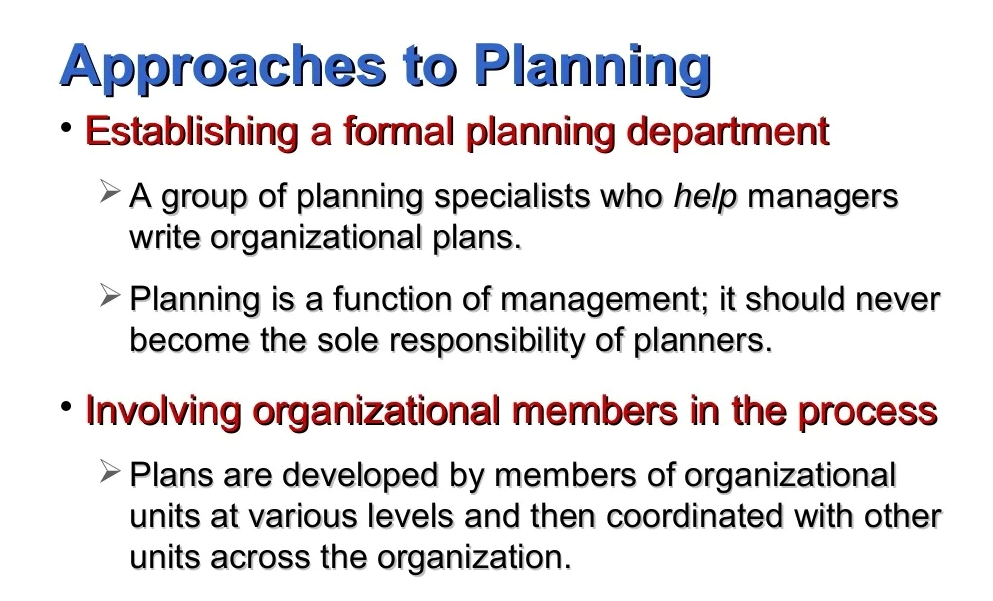 Approaches to Planning
• Establishing a formal planning department
➢ A group of planning specialists who help managers
write organizational plans.
➢ Planning is a function of management; it should never
become the sole responsibility of planners.
• Involving organizational members in the process
➢ Plans are developed by members of organizational
units at various levels and then coordinated with other
units across the organization.